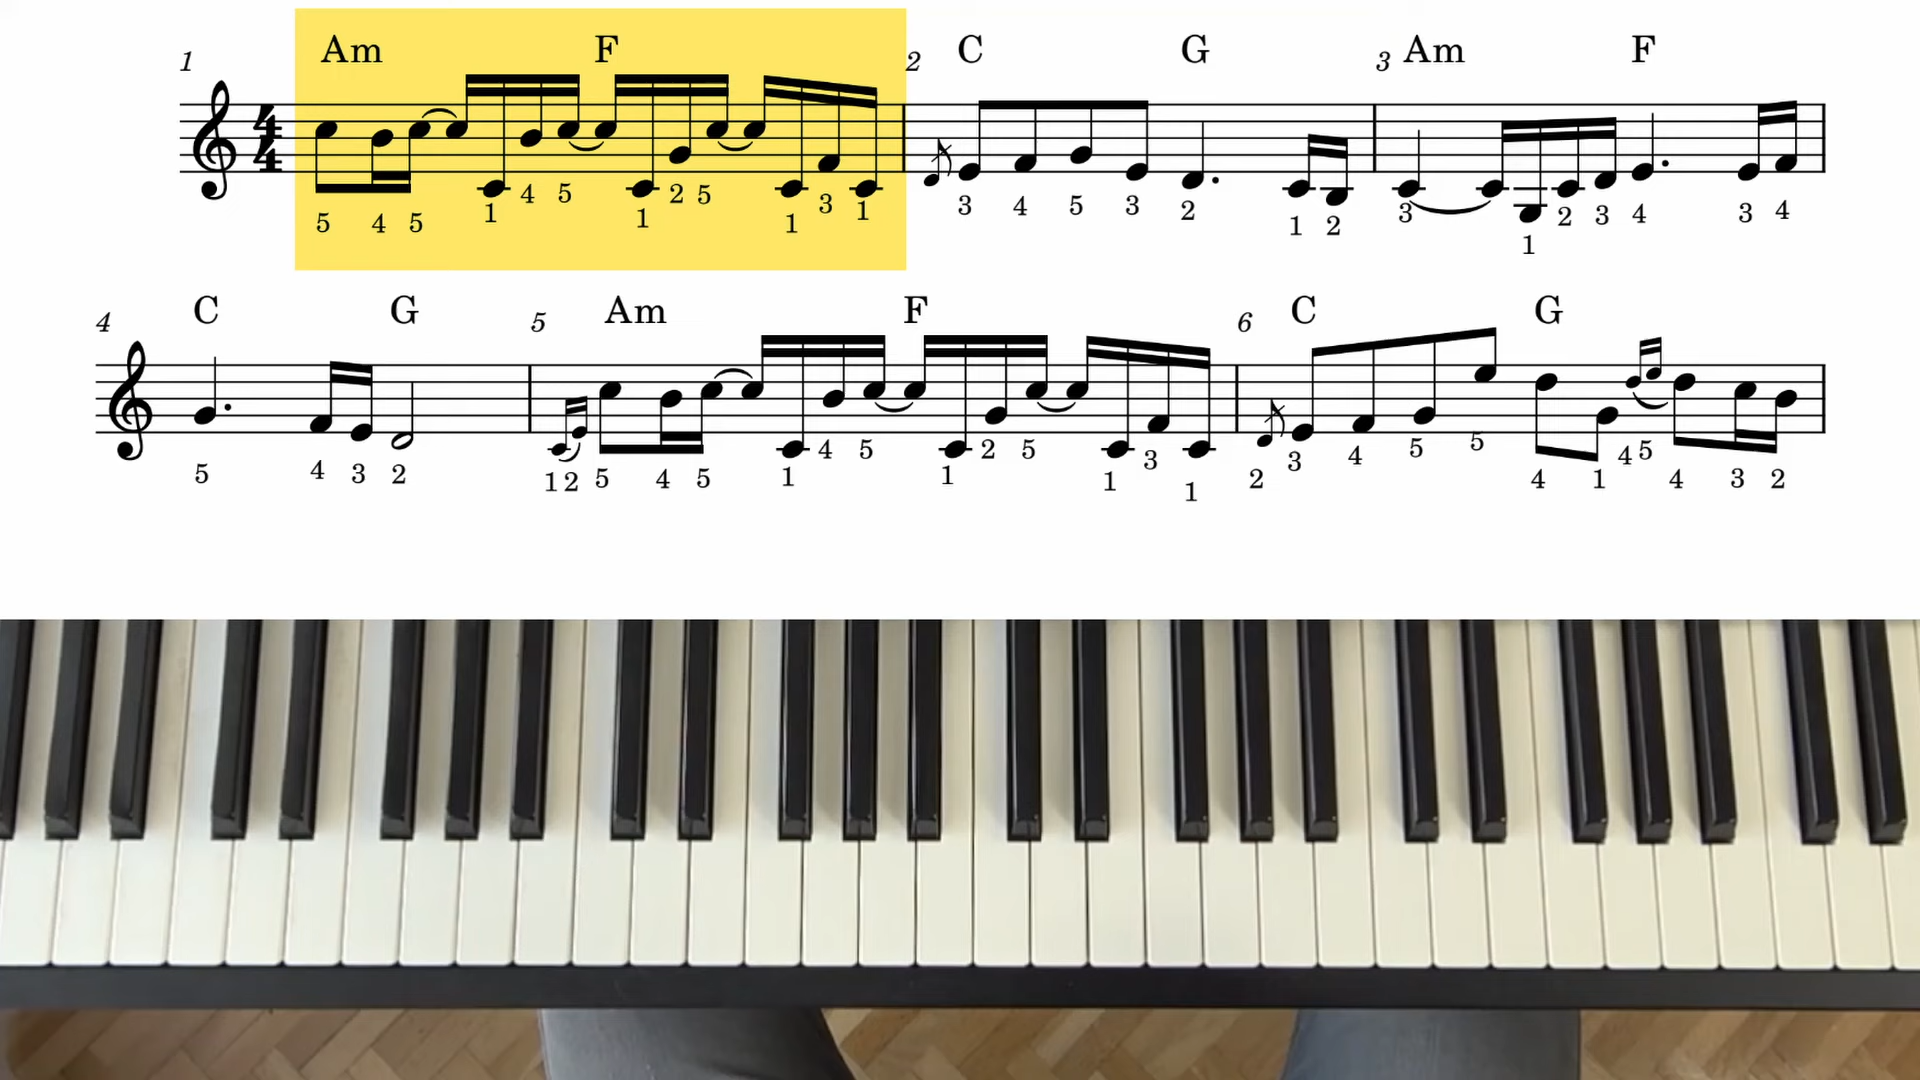 1 Am F 2 C G 3 Am F
4
4
5 4 5 1 4 5 1 2 5 1 3 1 3 4 5 3 2 1 2 3 1 2 3 4 3 4
4 C G 5 Am F 6 C G
5 4 3 2 1 2 5 4 5 1 4 5 1 2 5 1 3 1 2 3 4 5 5 4 1 4 5 4 3 2